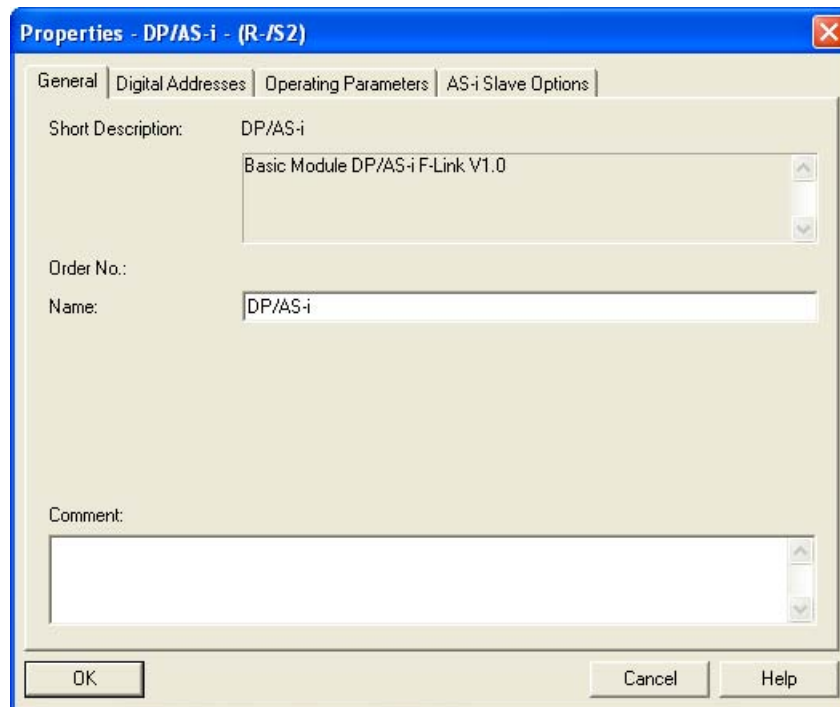 Properties - DP/AS-i - (R-/S2)
General Digital Addresses Operating Parameters AS-i Slave Options
Short Description: DP/AS-i
Basic Module DP/AS-i F-Link V1.0
Order No.:
Name: DP/AS-i
Comment:
OK Cancel Help